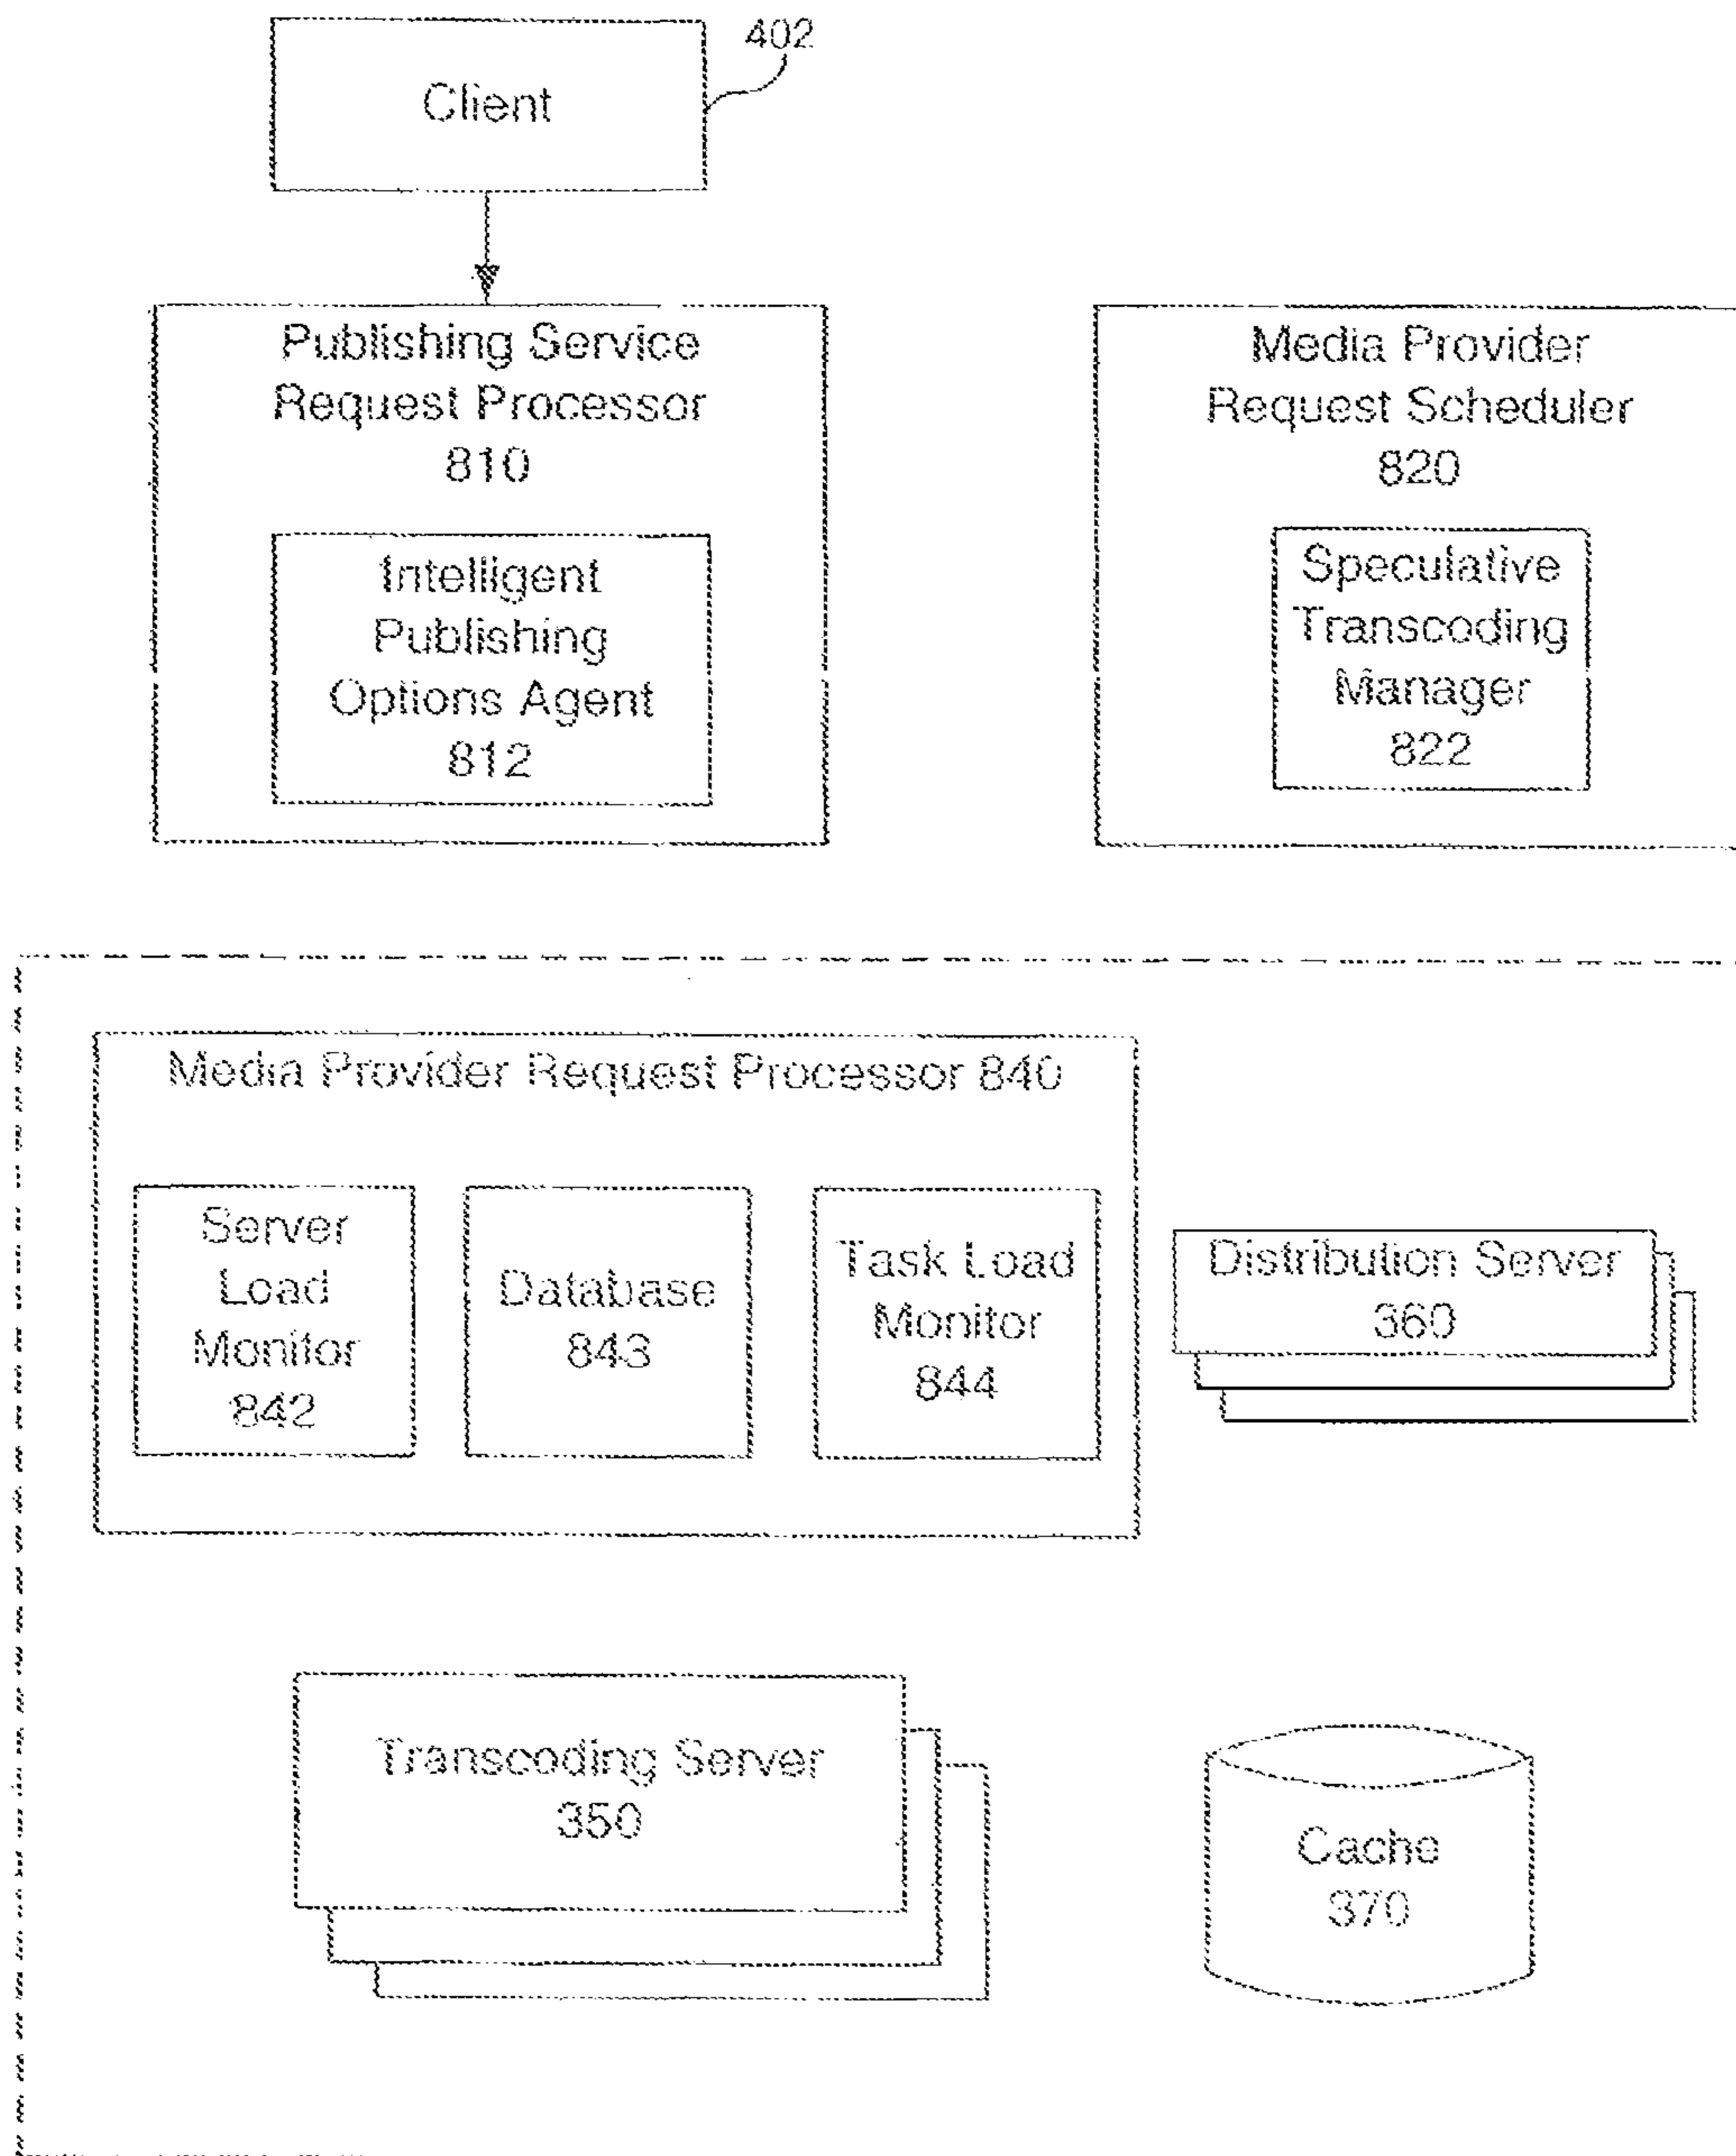 402
Client
Publishing Service
Request Processor
810
Intelligent
Publishing
Options Agent
812
Media Provider
Request Scheduler
820
Speculative
Transcoding
Manager
822
Media Provider Request Processor 840
Server
Load
Monitor
842
Database
843
Task Load
Monitor
844
Distribution Server
360
Transcoding Server
350
Cache
370